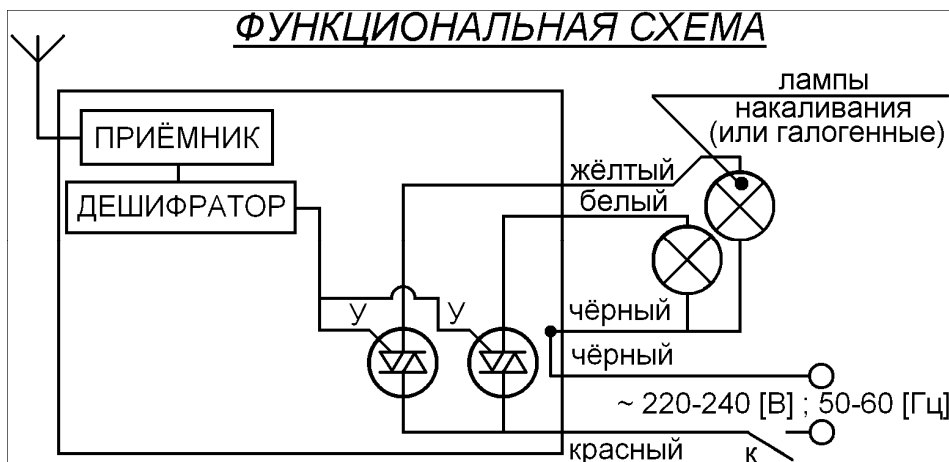 ФУНКЦИОНАЛЬНАЯ СХЕМА
лампы
накаливания
(или галогенные)
ПРИЁМНИК
жёлтый
ДЕШИФРАТОР
белый
У
У
чёрный
чёрный
~ 220-240 [В] ; 50-60 [Гц]
красный
к